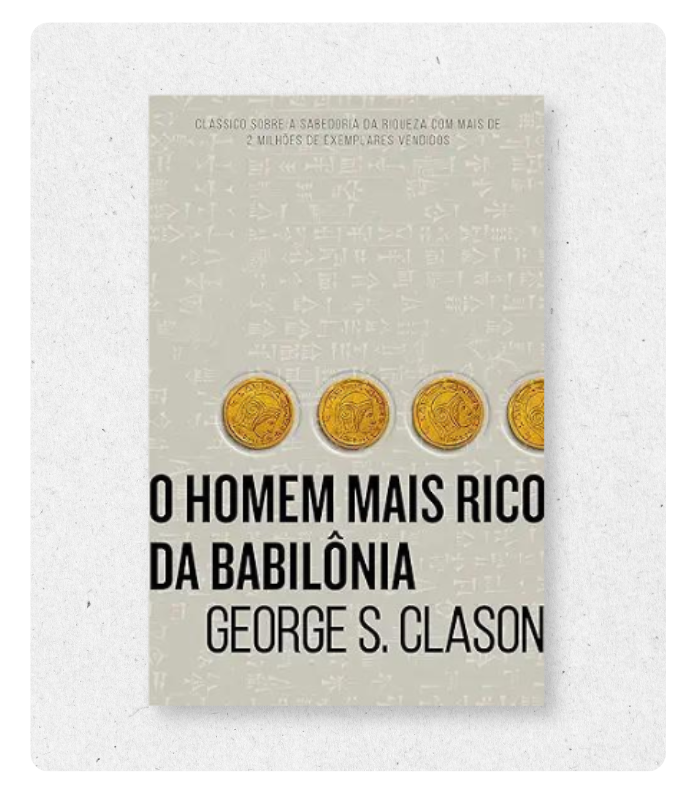 CLÁSSICO SOBRE A SABEDORIA DA RIQUEZA COM MAIS DE
2 MILHÕES DE EXEMPLARES VENDIDOS
O HOMEM MAIS RICO
DA BABILÔNIA
GEORGE S. CLASON